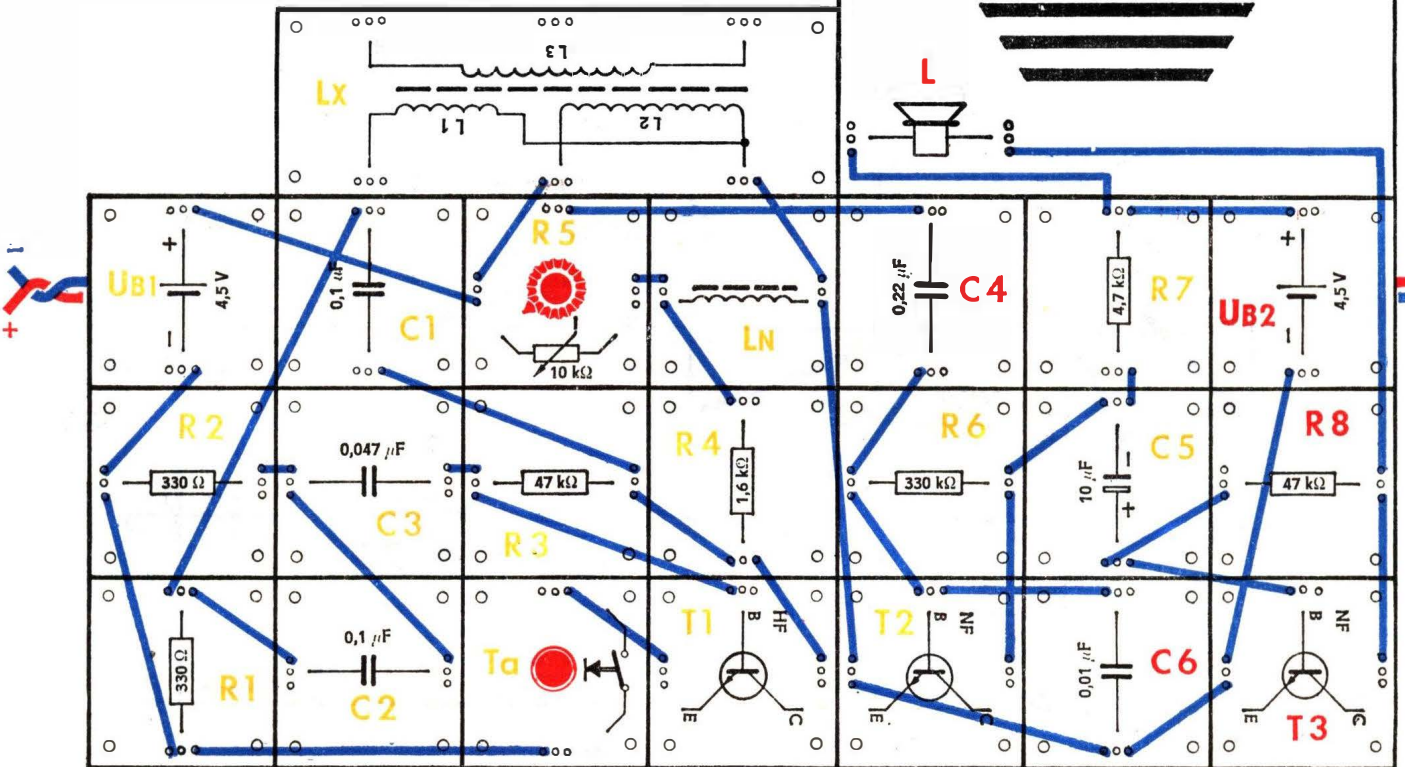 L3
LX
L1
L2
L
UB1
+
4,5 V
−
0,1 µF
C1
R5
10 kΩ
LN
0,22 µF
C4
4,7 kΩ
R7
UB2
+
4,5 V
−
−
+
R2
330 Ω
0,047 µF
C3
47 kΩ
R3
R4
1,6 kΩ
R6
330 kΩ
10 µF
−
+
C5
R8
47 kΩ
330 Ω
R1
0,1 µF
C2
Ta
T1
B
HF
E
C
T2
B
NF
E
C
0,01 µF
C6
B
NF
E
C
T3